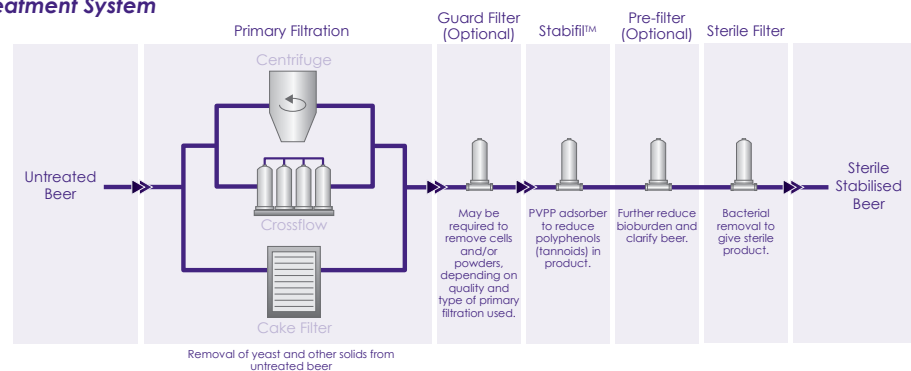 eatment System
Primary Filtration
Guard Filter
(Optional)
Stabifil™
Pre-filter
(Optional)
Sterile Filter
Centrifuge
Crossflow
Cake Filter
Untreated
Beer
Sterile
Stabilised
Beer
May be
required to
remove cells
and/or
powders,
depending on
quality and
type of primary
filtration used.
PVPP adsorber
to reduce
polyphenols
(tannoids) in
product.
Further reduce
bioburden and
clarify beer.
Bacterial
removal to
give sterile
product.
Removal of yeast and other solids from
untreated beer